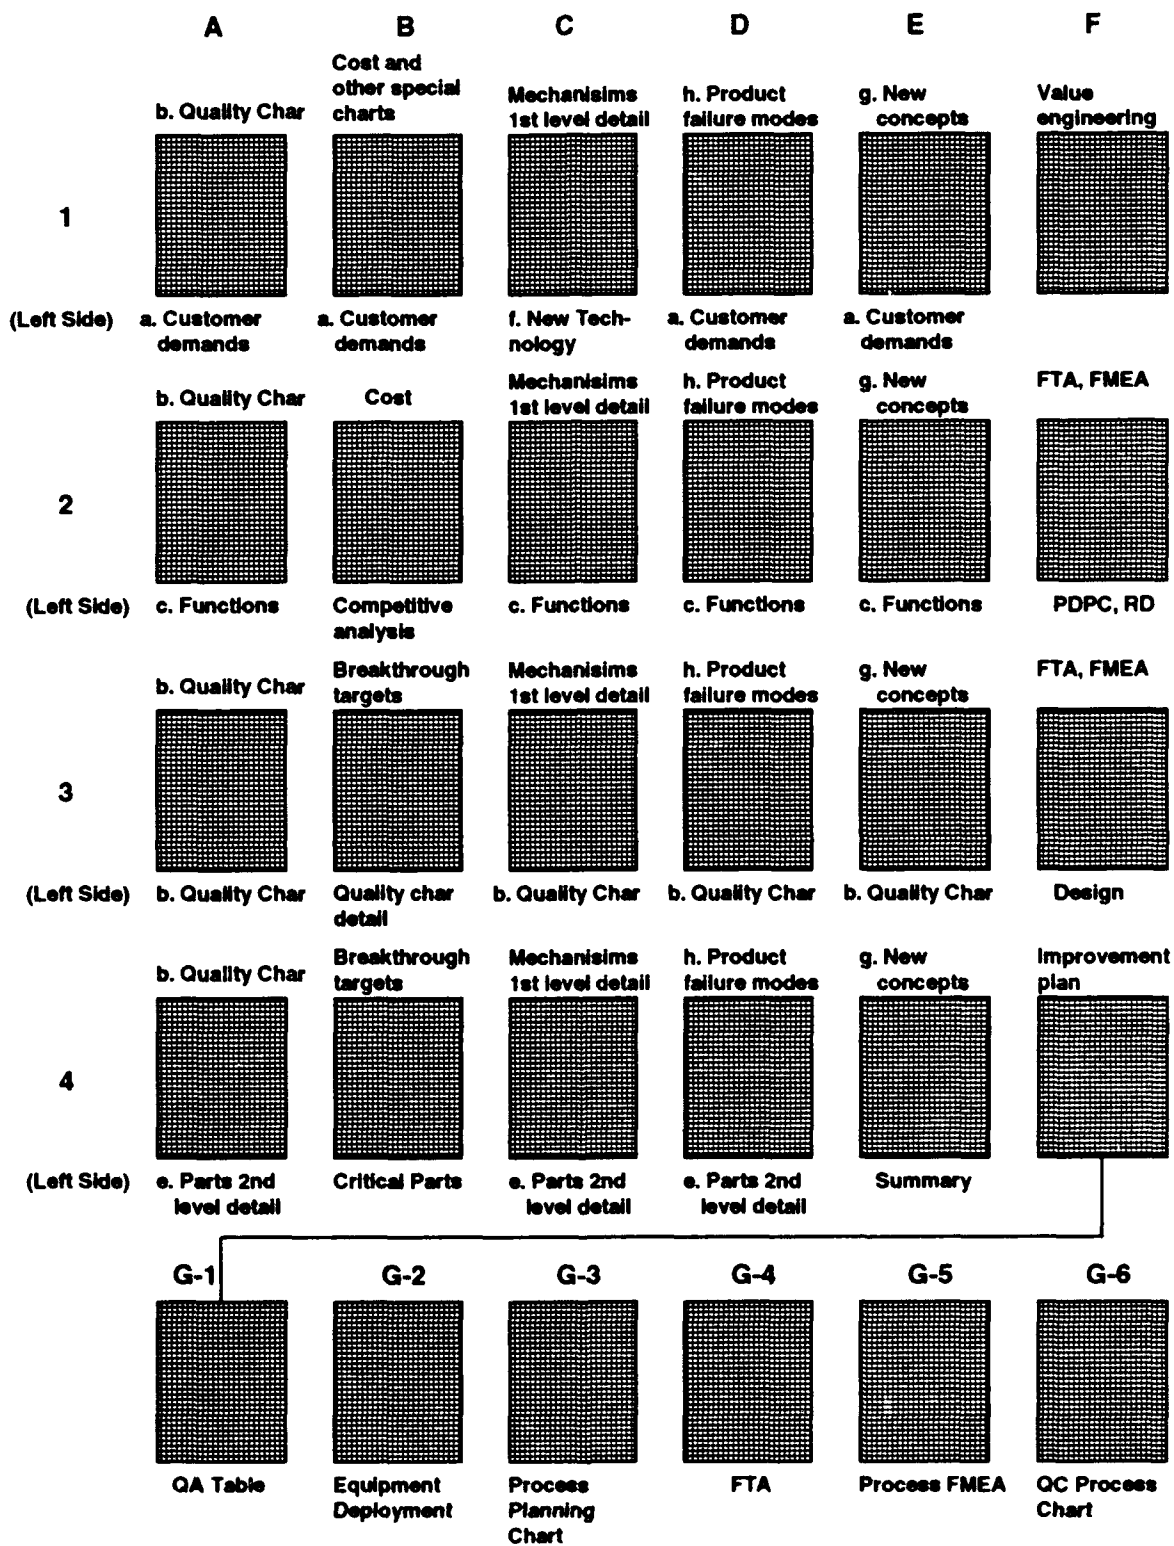 A B C D E F
Cost and
other special
charts
b. Quality Char
Mechanisims
1st level detail
h. Product
failure modes
g. New
concepts
Value
engineering
1
(Left Side)
a. Customer
demands
a. Customer
demands
f. New Tech-
nology
a. Customer
demands
a. Customer
demands
b. Quality Char
Cost
Mechanisims
1st level detail
h. Product
failure modes
g. New
concepts
FTA, FMEA
2
(Left Side)
c. Functions
Competitive
analysis
c. Functions
c. Functions
c. Functions
PDPC, RD
b. Quality Char
Breakthrough
targets
Mechanisims
1st level detail
h. Product
failure modes
g. New
concepts
FTA, FMEA
3
(Left Side)
b. Quality Char
Quality char
detail
b. Quality Char
b. Quality Char
b. Quality Char
Design
b. Quality Char
Breakthrough
targets
Mechanisims
1st level detail
h. Product
failure modes
g. New
concepts
Improvement
plan
4
(Left Side)
e. Parts 2nd
level detail
Critical Parts
e. Parts 2nd
level detail
e. Parts 2nd
level detail
Summary
G-1 G-2 G-3 G-4 G-5 G-6
QA Table
Equipment
Deployment
Process
Planning
Chart
FTA
Process FMEA
QC Process
Chart